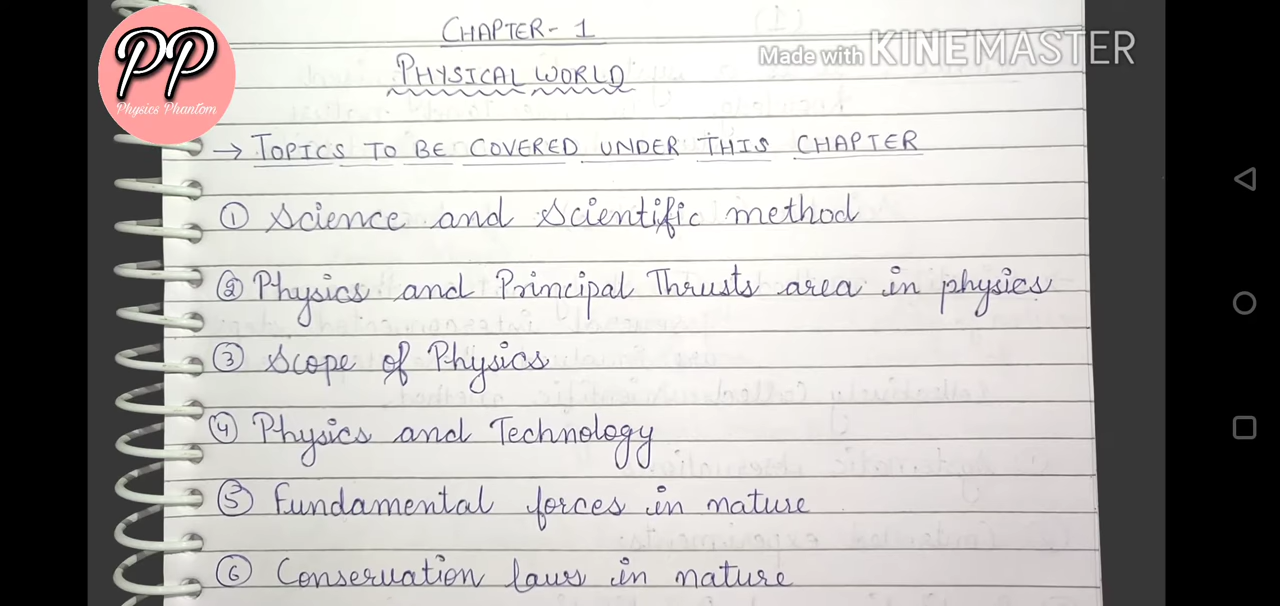 CHAPTER- 1
PHYSICAL WORLD
→ TOPICS TO BE COVERED UNDER THIS CHAPTER
① Science and Scientific method
② Physics and Principal Thrusts area in physics
③ Scope of Physics
④ Physics and Technology
⑤ Fundamental forces in nature
⑥ Conservation laws in nature
PP
Physics Phantom
Made with KINEMASTER